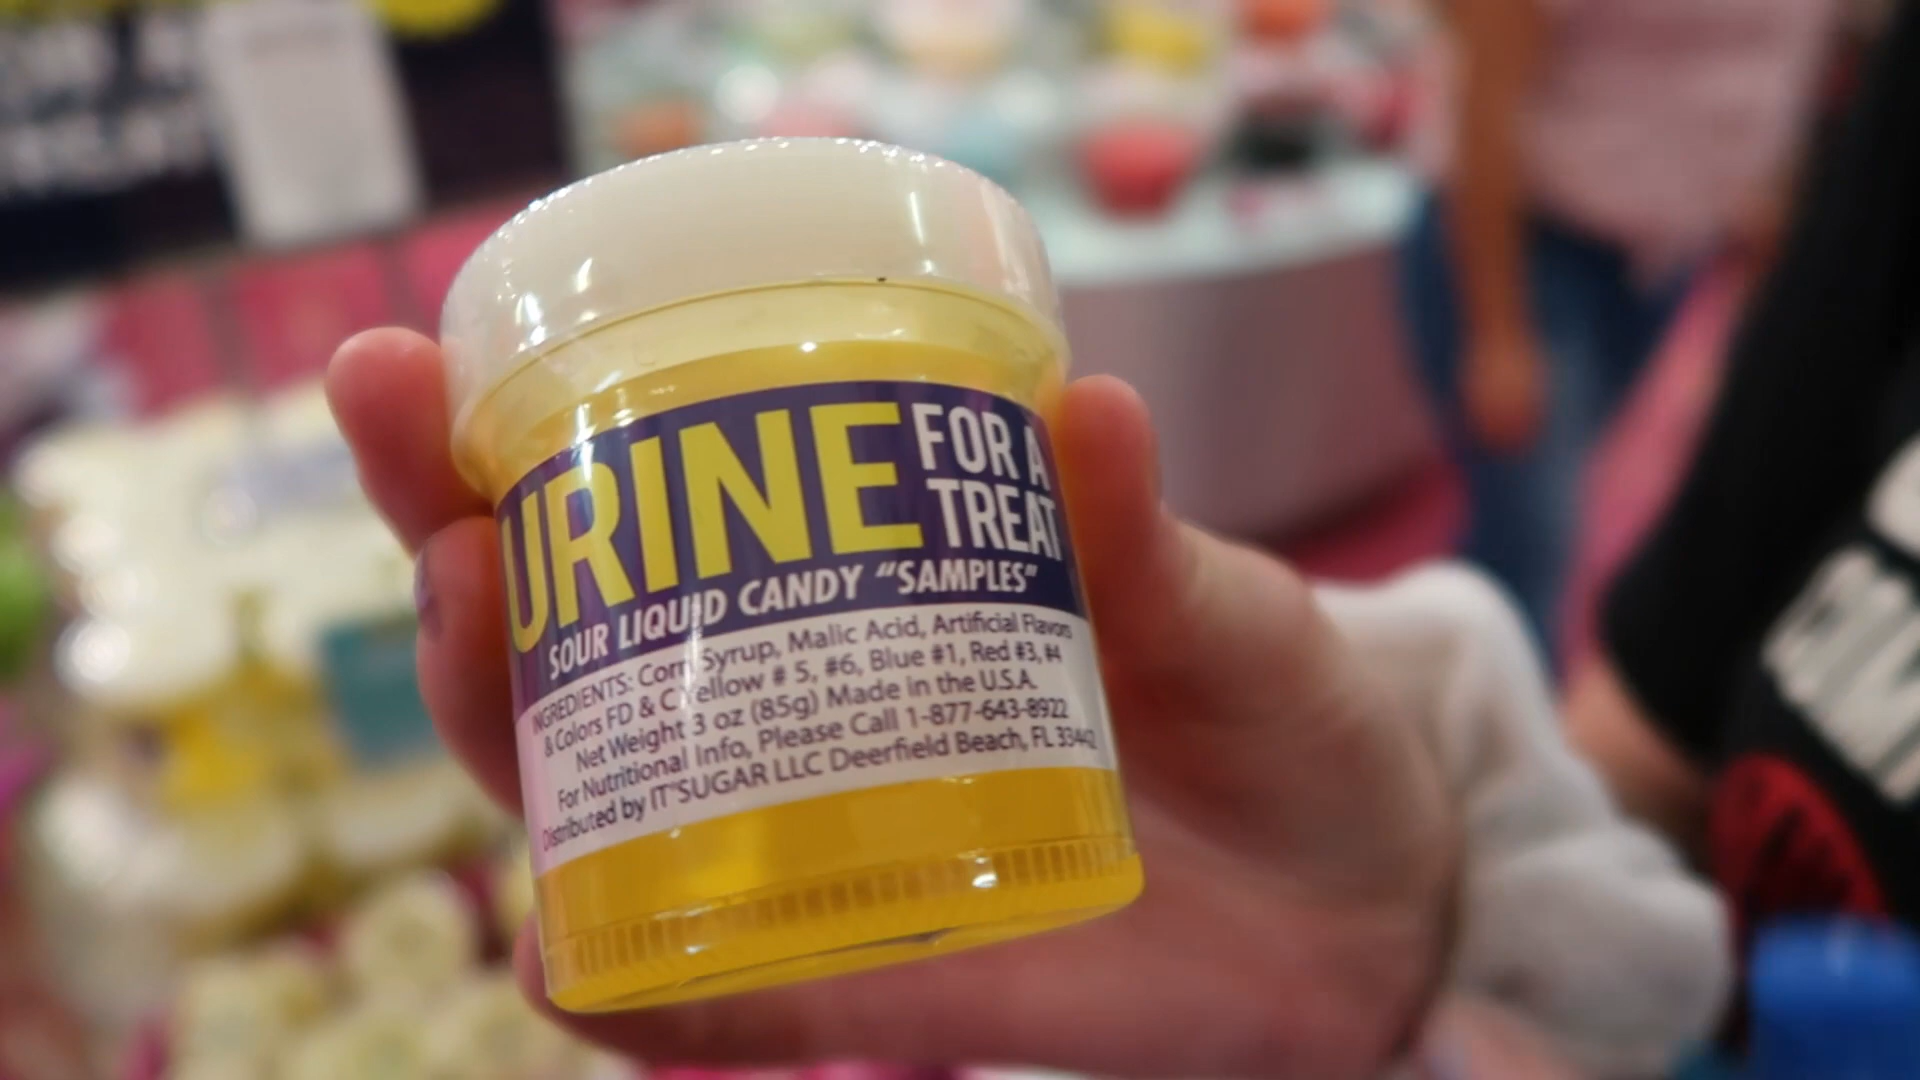 URINE FOR A
TREAT
SOUR LIQUID CANDY “SAMPLES”
INGREDIENTS: Corn Syrup, Malic Acid, Artificial Flavors
& Colors FD & C Yellow # 5, #6, Blue #1, Red #3, #4
Net Weight 3 oz (85g) Made in the U.S.A.
For Nutritional Info, Please Call 1-877-643-8922
Distributed by IT'SUGAR LLC Deerfield Beach, FL 33442